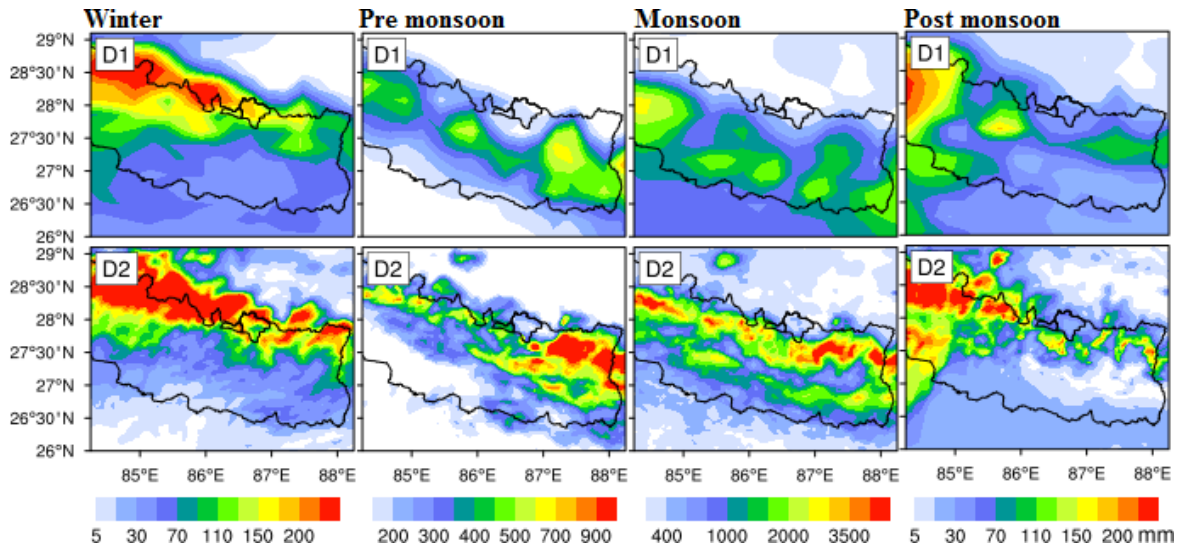 Winter Pre monsoon Monsoon Post monsoon
29°N D1 D1 D1 D1
28°30'N
28°N
27°30'N
27°N
26°30'N
26°N
29°N D2 D2 D2 D2
28°30'N
28°N
27°30'N
27°N
26°30'N
26°N
85°E 86°E 87°E 88°E 85°E 86°E 87°E 88°E 85°E 86°E 87°E 88°E 85°E 86°E 87°E 88°E
5 30 70 110 150 200 200 300 400 500 700 900 400 1000 2000 3500 5 30 70 110 150 200 mm